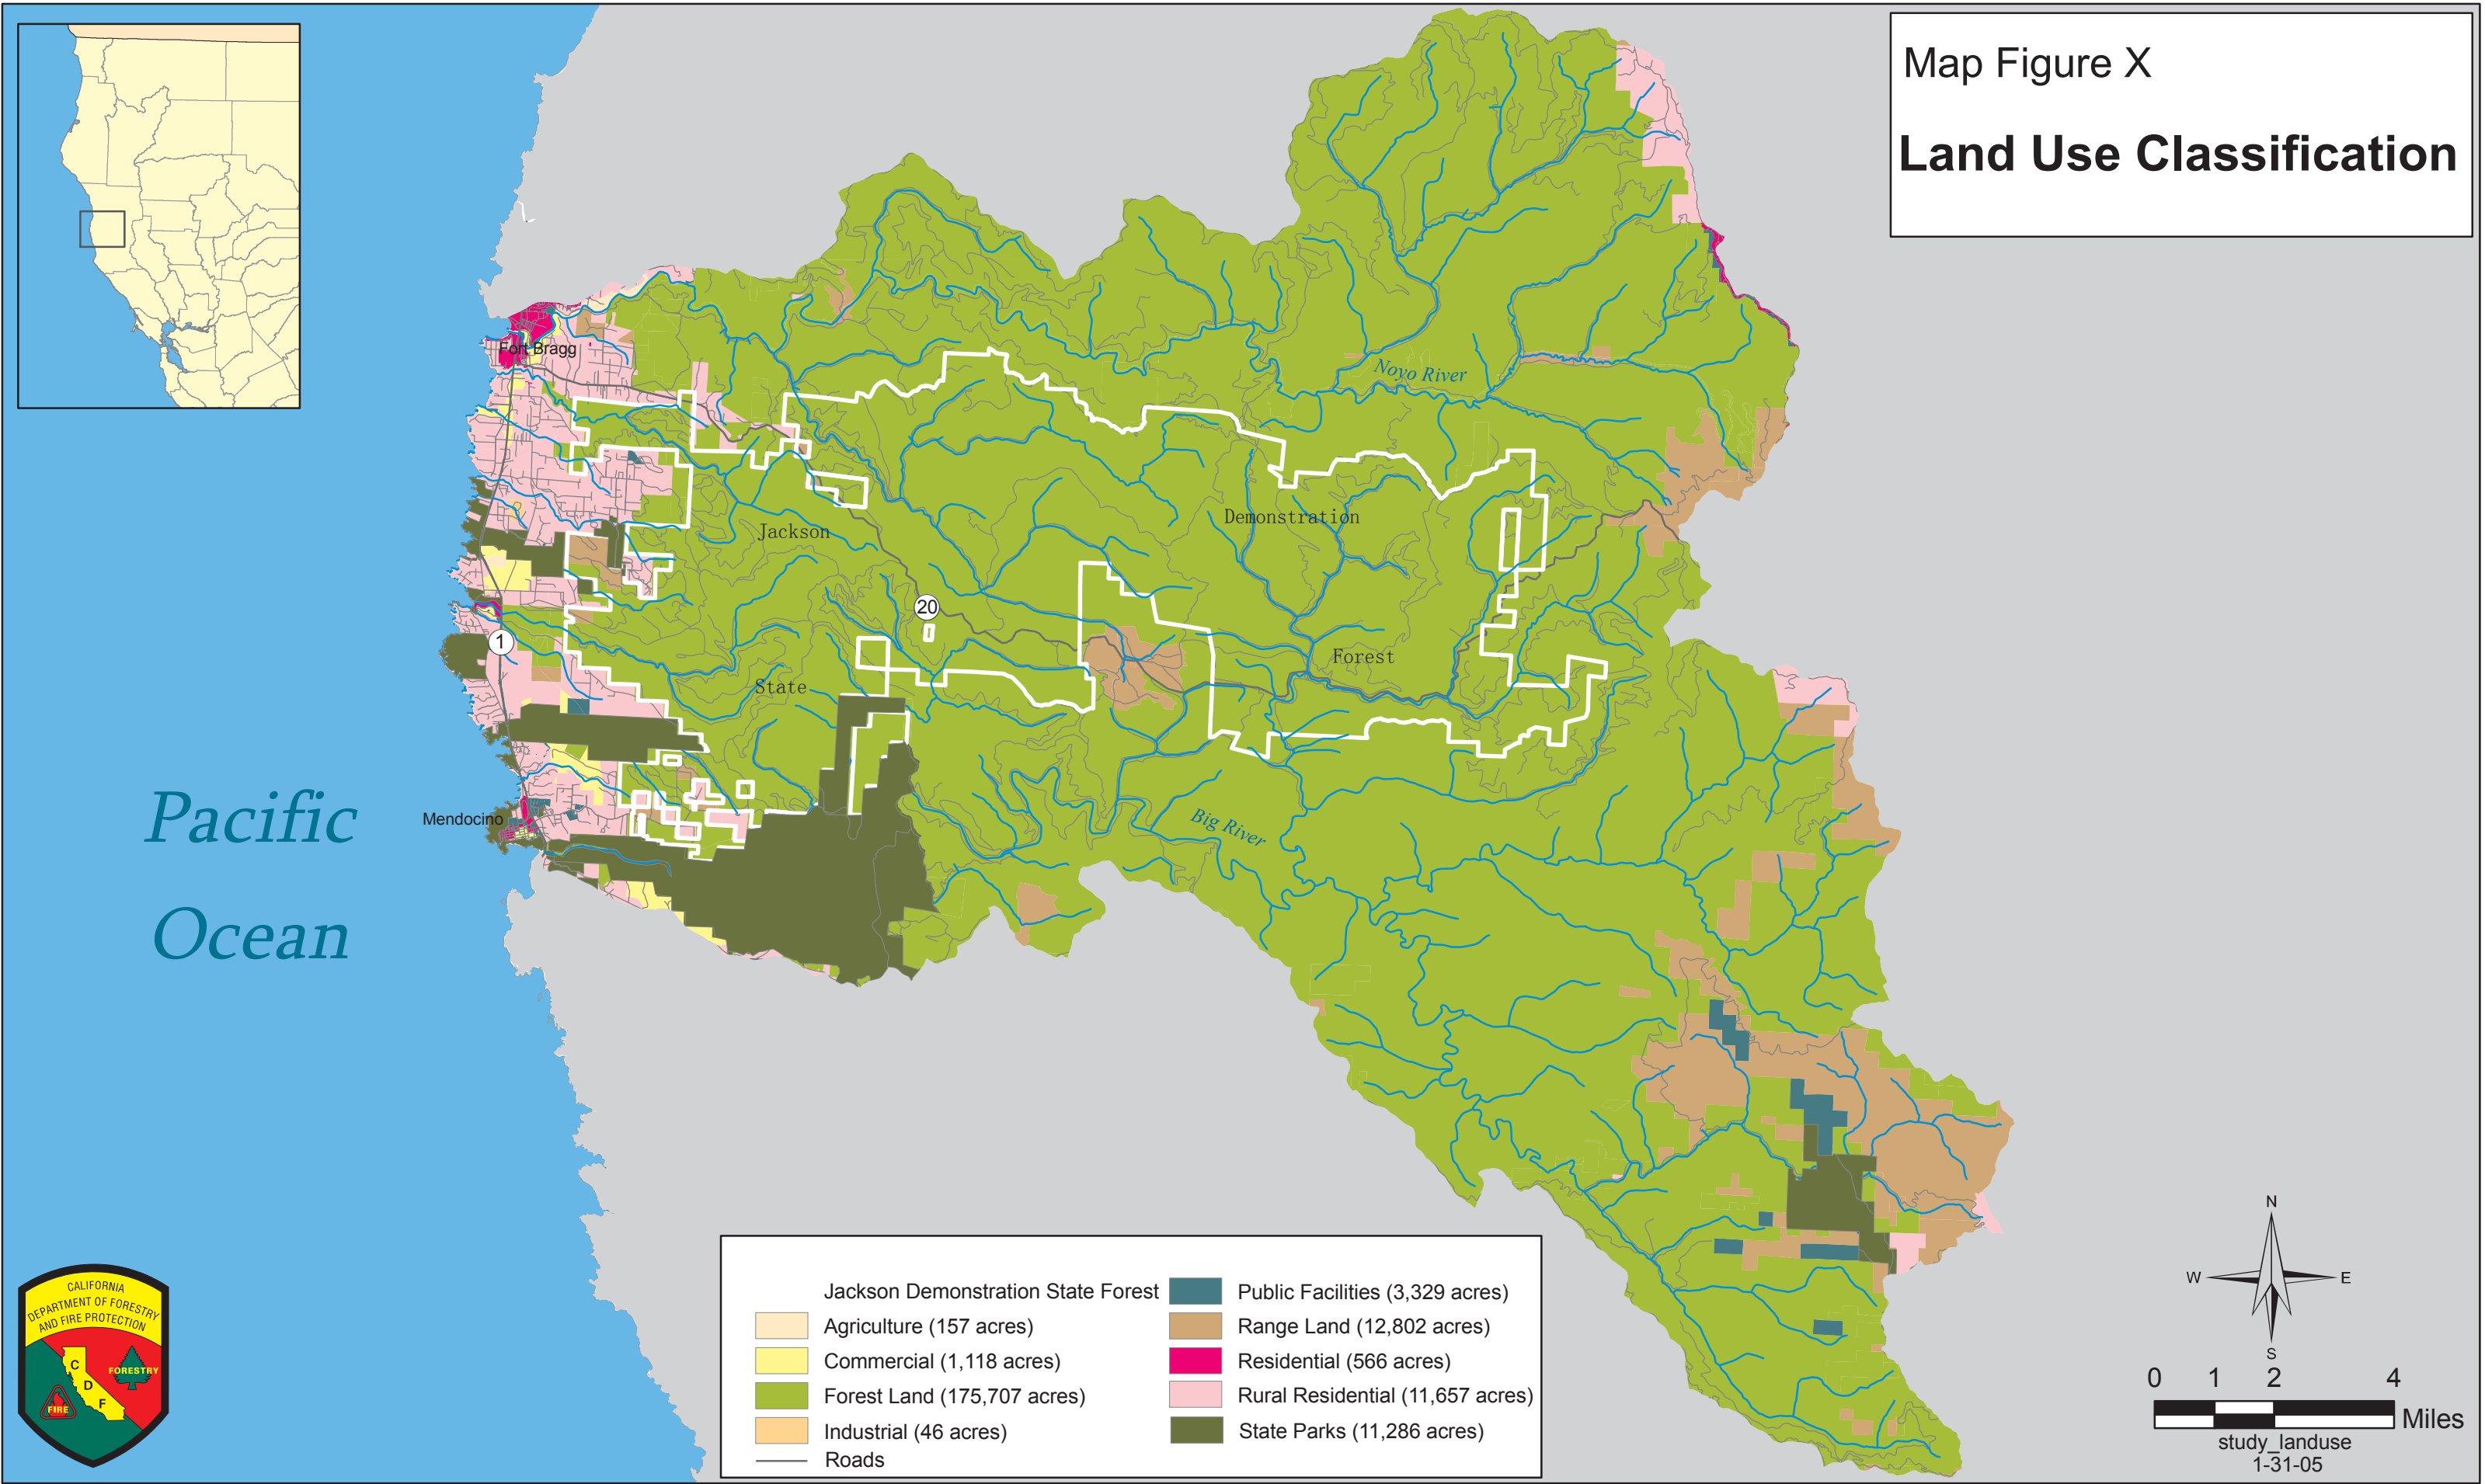 Map Figure X
Land Use Classification
Fort Bragg
Noyo River
Jackson
Demonstration
20
1
Forest
State
Pacific
Ocean
Mendocino
Big River
Jackson Demonstration State Forest
Agriculture (157 acres)
Commercial (1,118 acres)
Forest Land (175,707 acres)
Industrial (46 acres)
Roads
Public Facilities (3,329 acres)
Range Land (12,802 acres)
Residential (566 acres)
Rural Residential (11,657 acres)
State Parks (11,286 acres)
CALIFORNIA
DEPARTMENT OF FORESTRY
AND FIRE PROTECTION
C
D
F
FORESTRY
FIRE
N
W
E
S
0 1 2 4
Miles
study_landuse
1-31-05